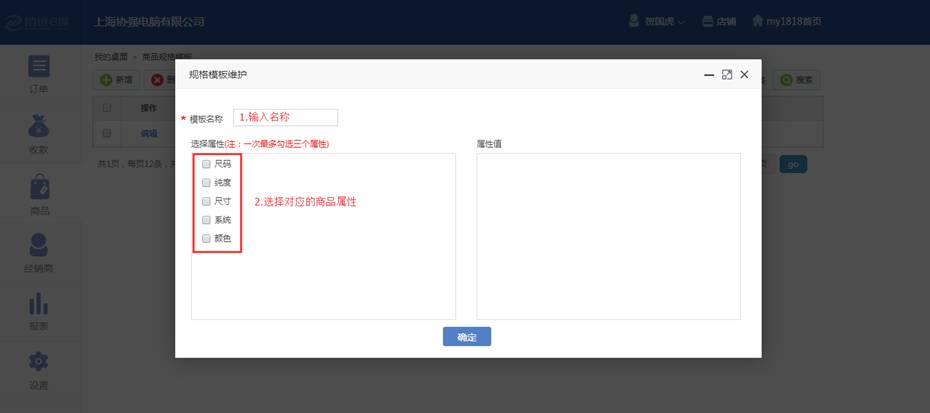 上海协强电脑有限公司
贺国虎
店铺
my1818首页
我的桌面 > 商品规格模板
规格模板维护
新增
搜索
操作
编辑
订单
收款
商品
经销商
报表
设置
* 模板名称
1.输入名称
选择属性(注：一次最多勾选三个属性)
属性值
尺码
纯度
尺寸
系统
颜色
2.选择对应的商品属性
共1页，每页12条，
页
go
确定